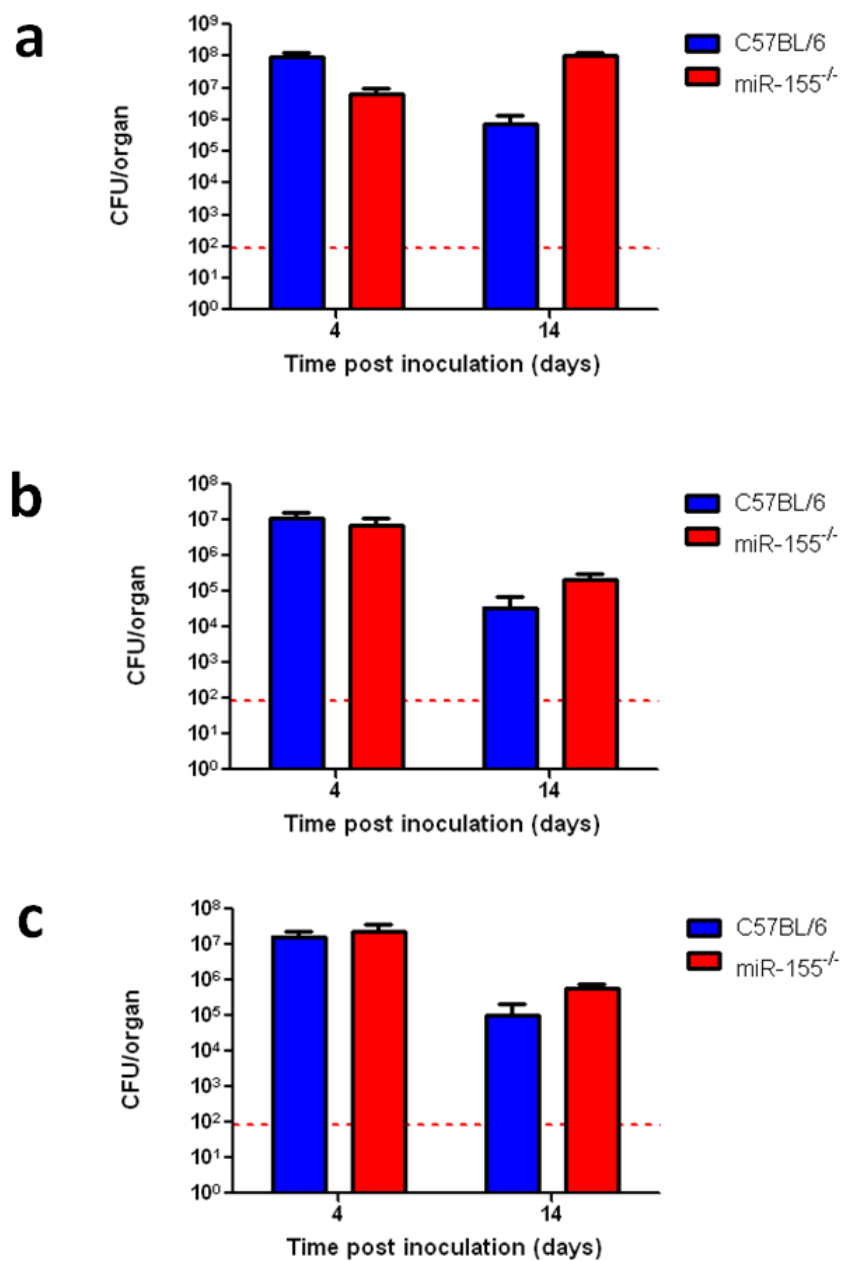 a
10⁹
10⁸
10⁷
10⁶
10⁵
10⁴
10³
10²
10¹
10⁰
CFU/organ
4
14
Time post inoculation (days)
C57BL/6
miR-155⁻/⁻
b
10⁸
10⁷
10⁶
10⁵
10⁴
10³
10²
10¹
10⁰
CFU/organ
4
14
Time post inoculation (days)
C57BL/6
miR-155⁻/⁻
c
10⁸
10⁷
10⁶
10⁵
10⁴
10³
10²
10¹
10⁰
CFU/organ
4
14
Time post inoculation (days)
C57BL/6
miR-155⁻/⁻